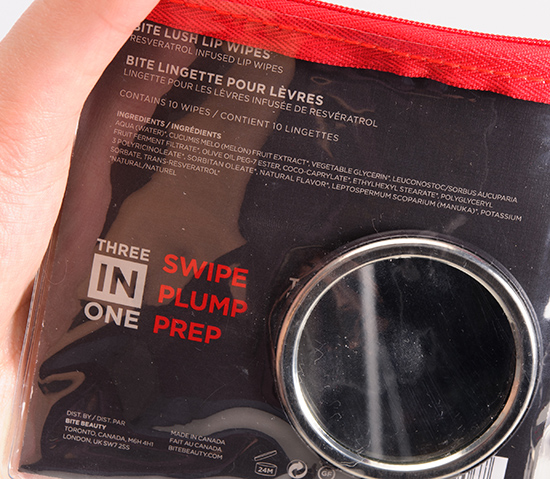 BITE LUSH LIP WIPES
RESVERATROL INFUSED LIP WIPES
BITE LINGETTE POUR LÈVRES
LINGETTE POUR LES LÈVRES INFUSÉE DE RESVÉRATROL
CONTAINS 10 WIPES / CONTIENT 10 LINGETTES
INGREDIENTS / INGRÉDIENTS
AQUA (WATER)*, CUCUMIS MELO (MELON) FRUIT EXTRACT*, VEGETABLE GLYCERIN*, LEUCONOSTOC/SORBUS AUCUPARIA
FRUIT FERMENT FILTRATE*, OLIVE OIL PEG-7 ESTER, COCO-CAPRYLATE*, ETHYLHEXYL STEARATE*, POLYGLYCERYL
3 POLYRICINOLEATE*, SORBITAN OLEATE*, NATURAL FLAVOR*, LEPTOSPERMUM SCOPARIUM (MANUKA)*, POTASSIUM
SORBATE, TRANS-RESVERATROL*
*NATURAL/NATUREL
THREE
IN
ONE
SWIPE
PLUMP
PREP
DIST. BY / DIST. PAR
BITE BEAUTY
TORONTO, CANADA, M6H 4H1
LONDON, UK SW7 2SS
MADE IN CANADA
FAIT AU CANADA
BITEBEAUTY.COM
24M
GF